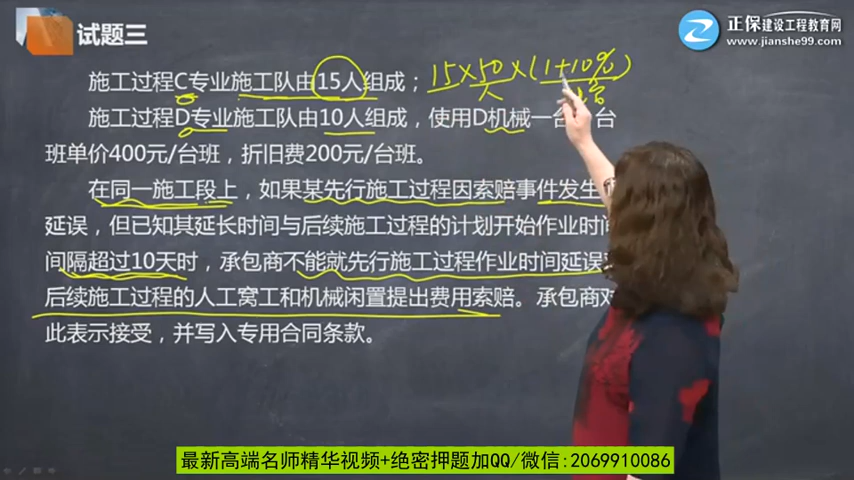 试题三
正保建设工程教育网
www.jianshe99.com
施工过程C专业施工队由15人组成；15×50×(1+10%)
施工过程D专业施工队由10人组成，使用D机械一台 台
班单价400元/台班，折旧费200元/台班。
在同一施工段上，如果某先行施工过程因索赔事件发生
延误，但已知其延长时间与后续施工过程的计划开始作业时间
间隔超过10天时，承包商不能就先行施工过程作业时间延误
后续施工过程的人工窝工和机械闲置提出费用索赔。承包商对
此表示接受，并写入专用合同条款。
最新高端名师精华视频+绝密押题加QQ/微信:2069910086